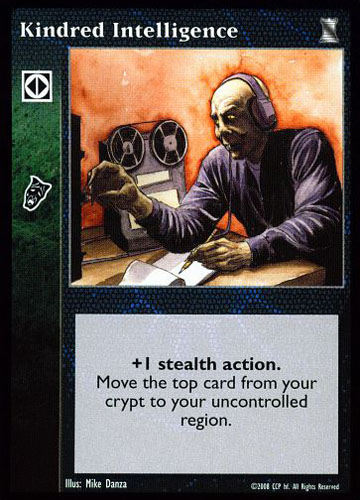 Kindred Intelligence
+1 stealth action.
Move the top card from your
crypt to your uncontrolled
region.
Illus: Mike Danza
©2008 CCP hf. All Rights Reserved